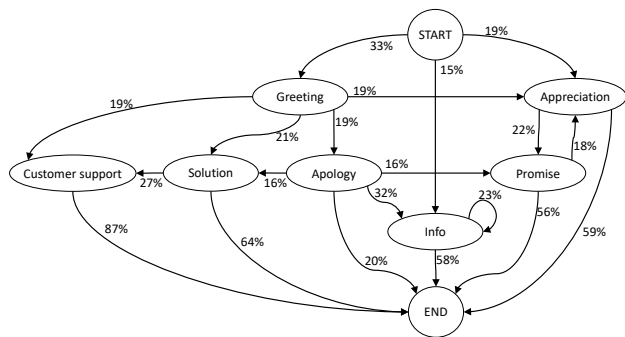 START
33%
19%
15%
Greeting
19%
Appreciation
19%
21%
19%
22%
18%
Customer support
27%
Solution
16%
Apology
16%
Promise
32%
23%
Info
87%
64%
20%
58%
56%
59%
END